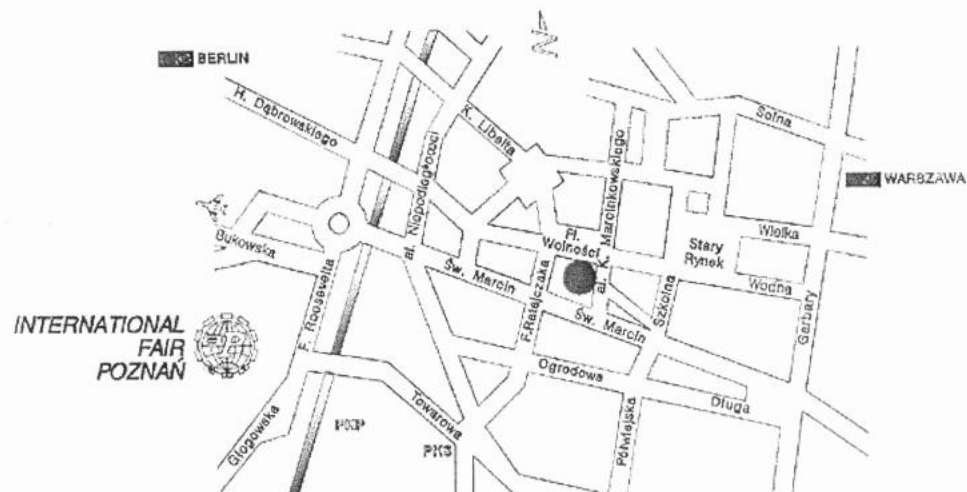 BERLIN
H. Dąbrowskiego
K. Libelta
Solna
WARSZAWA
al. Niepodległości
al. K. Marcinkowskiego
Bukowska
Pl.
Wolności
Wielka
Stary
Rynek
Wodna
Św. Marcin
F. Roosevelta
F.Ratajczaka
Św. Marcin
Szkolna
Garbary
INTERNATIONAL
FAIR
POZNAŃ
Ogrodowa
Długa
Towarowa
Głogowska
PKP
PKS
Półwiejska